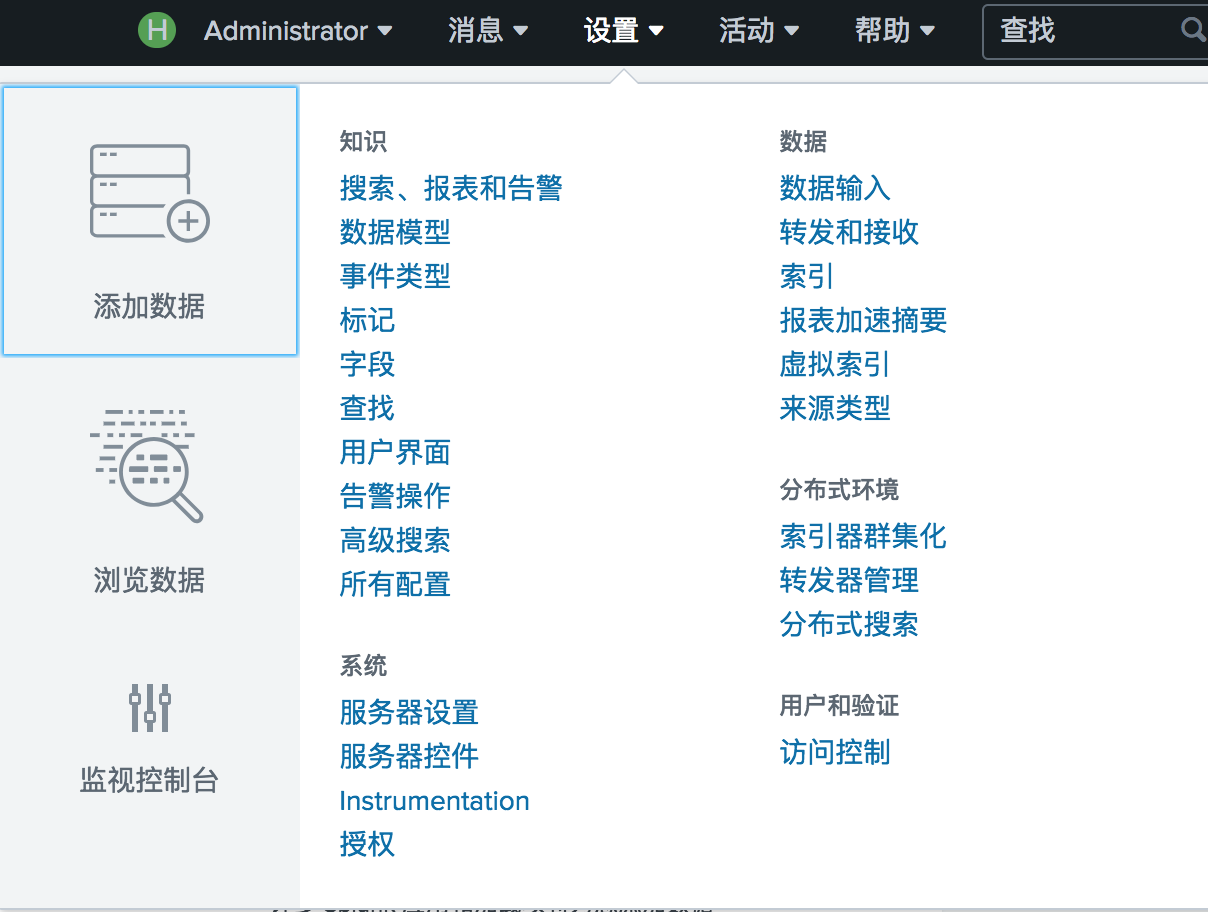 H Administrator 消息 设置 活动 帮助 查找
添加数据
浏览数据
监视控制台
知识
搜索、报表和告警
数据模型
事件类型
标记
字段
查找
用户界面
告警操作
高级搜索
所有配置
系统
服务器设置
服务器控件
Instrumentation
授权
数据
数据输入
转发和接收
索引
报表加速摘要
虚拟索引
来源类型
分布式环境
索引器群集化
转发器管理
分布式搜索
用户和验证
访问控制